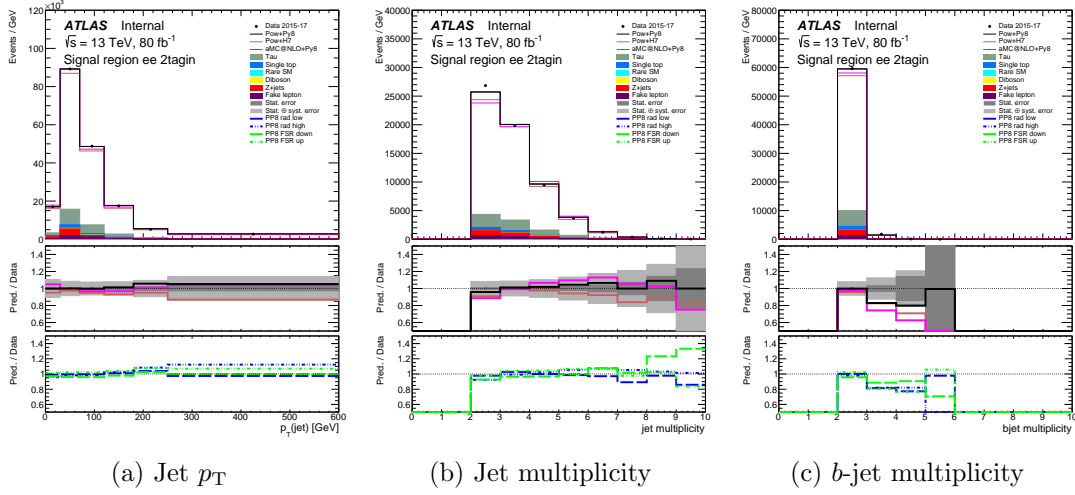 ×10³
ATLAS Internal
√s = 13 TeV, 80 fb⁻¹
Signal region ee 2tagin
Data 2015-17
Pow+Py8
Pow+H7
aMC@NLO+Py8
Tau
Single top
Rare SM
Diboson
Z+jets
Fake lepton
Stat. error
Stat. ⊕ syst. error
PP8 rad low
PP8 rad high
PP8 FSR down
PP8 FSR up
Events / GeV
120
100
80
60
40
20
0
Pred. / Data
1.4
1.2
1
0.8
0.6
Pred. / Data
1.4
1.2
1
0.8
0.6
0 100 200 300 400 500 600
p_T(jet) [GeV]
(a) Jet p_T
ATLAS Internal
√s = 13 TeV, 80 fb⁻¹
Signal region ee 2tagin
Data 2015-17
Pow+Py8
Pow+H7
aMC@NLO+Py8
Tau
Single top
Rare SM
Diboson
Z+jets
Fake lepton
Stat. error
Stat. ⊕ syst. error
PP8 rad low
PP8 rad high
PP8 FSR down
PP8 FSR up
Events / GeV
40000
35000
30000
25000
20000
15000
10000
5000
0
Pred. / Data
1.4
1.2
1
0.8
0.6
Pred. / Data
1.4
1.2
1
0.8
0.6
0 1 2 3 4 5 6 7 8 9 10
jet multiplicity
(b) Jet multiplicity
ATLAS Internal
√s = 13 TeV, 80 fb⁻¹
Signal region ee 2tagin
Data 2015-17
Pow+Py8
Pow+H7
aMC@NLO+Py8
Tau
Single top
Rare SM
Diboson
Z+jets
Fake lepton
Stat. error
Stat. ⊕ syst. error
PP8 rad low
PP8 rad high
PP8 FSR down
PP8 FSR up
Events / GeV
80000
70000
60000
50000
40000
30000
20000
10000
0
Pred. / Data
1.4
1.2
1
0.8
0.6
Pred. / Data
1.4
1.2
1
0.8
0.6
0 1 2 3 4 5 6 7 8 9 10
bjet multiplicity
(c) b-jet multiplicity